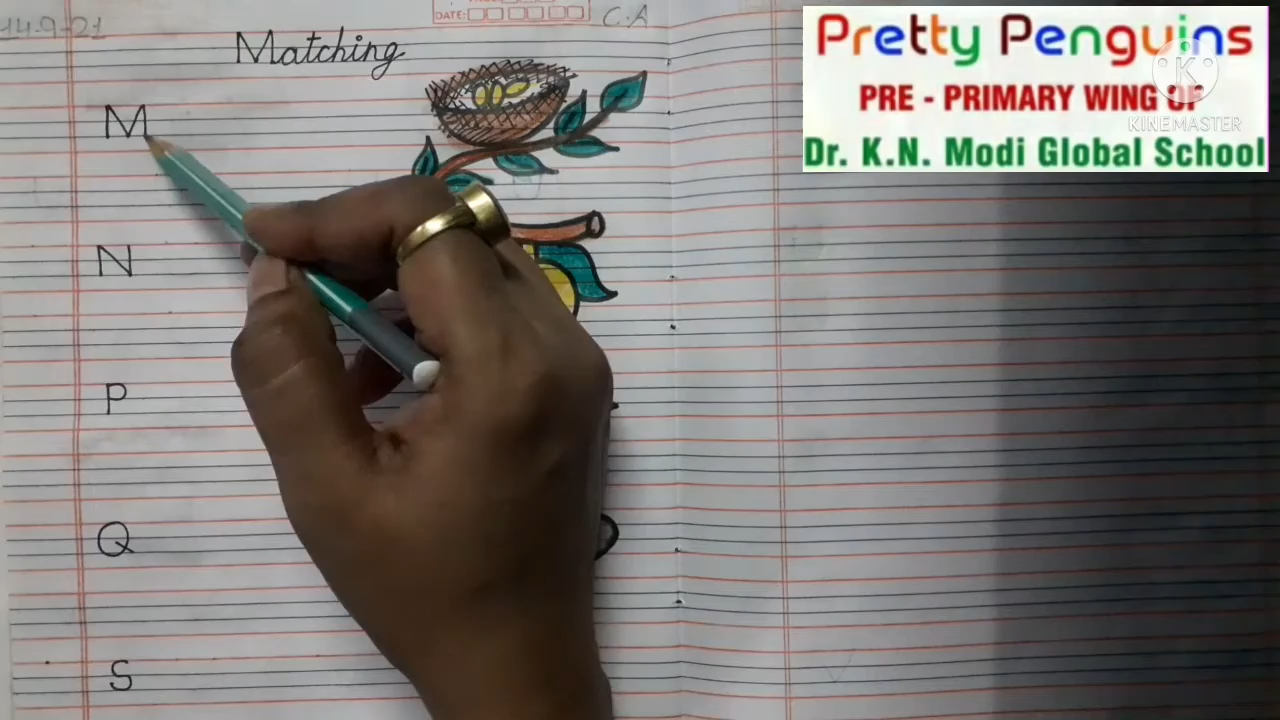 14.9.21
DATE:
C.A
Matching
M
N
P
Q
S
Pretty Penguins
PRE - PRIMARY WING OF
Dr. K.N. Modi Global School
K
KINEMASTER